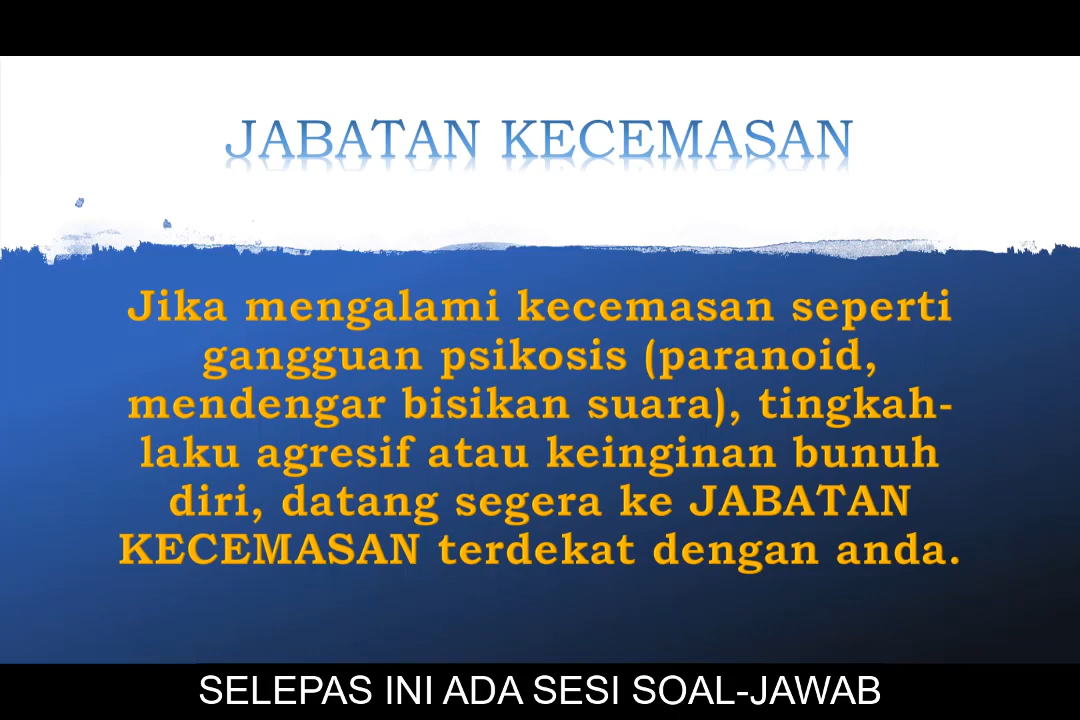 JABATAN KECEMASAN
Jika mengalami kecemasan seperti
gangguan psikosis (paranoid,
mendengar bisikan suara), tingkah-
laku agresif atau keinginan bunuh
diri, datang segera ke JABATAN
KECEMASAN terdekat dengan anda.
SELEPAS INI ADA SESI SOAL-JAWAB